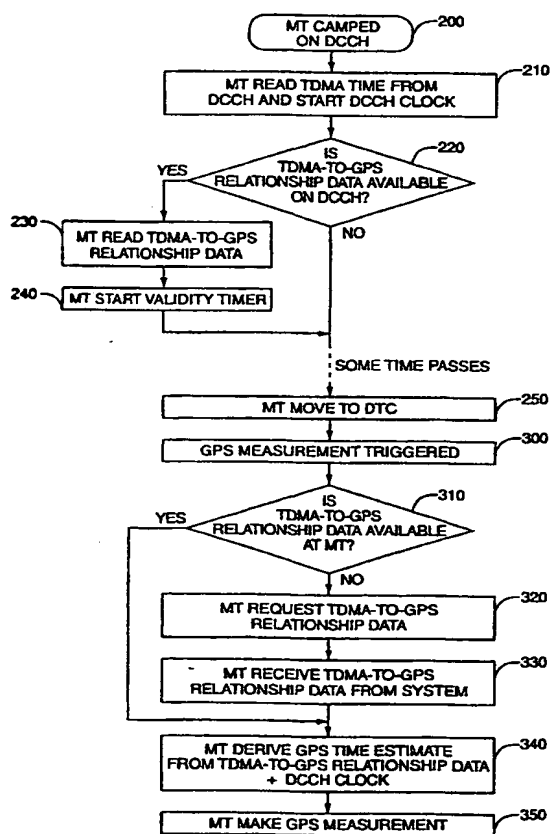 MT CAMPED
ON DCCH
200
210
MT READ TDMA TIME FROM
DCCH AND START DCCH CLOCK
220
IS
TDMA-TO-GPS
RELATIONSHIP DATA AVAILABLE
ON DCCH?
YES
NO
230
MT READ TDMA-TO-GPS
RELATIONSHIP DATA
240
MT START VALIDITY TIMER
SOME TIME PASSES
250
MT MOVE TO DTC
300
GPS MEASUREMENT TRIGGERED
310
IS
TDMA-TO-GPS
RELATIONSHIP DATA AVAILABLE
AT MT?
YES
NO
320
MT REQUEST TDMA-TO-GPS
RELATIONSHIP DATA
330
MT RECEIVE TDMA-TO-GPS
RELATIONSHIP DATA FROM SYSTEM
340
MT DERIVE GPS TIME ESTIMATE
FROM TDMA-TO-GPS RELATIONSHIP DATA
+ DCCH CLOCK
350
MT MAKE GPS MEASUREMENT